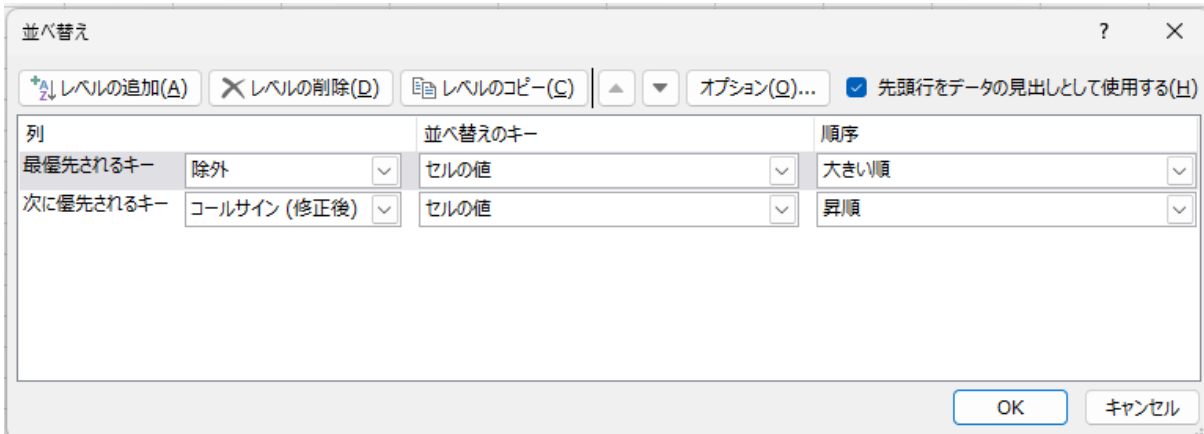 並べ替え ? ×
レベルの追加(A) レベルの削除(D) レベルのコピー(C) オプション(O)... 先頭行をデータの見出しとして使用する(H)
列 並べ替えのキー 順序
最優先されるキー 除外 セルの値 大きい順
次に優先されるキー コールサイン (修正後) セルの値 昇順
OK キャンセル